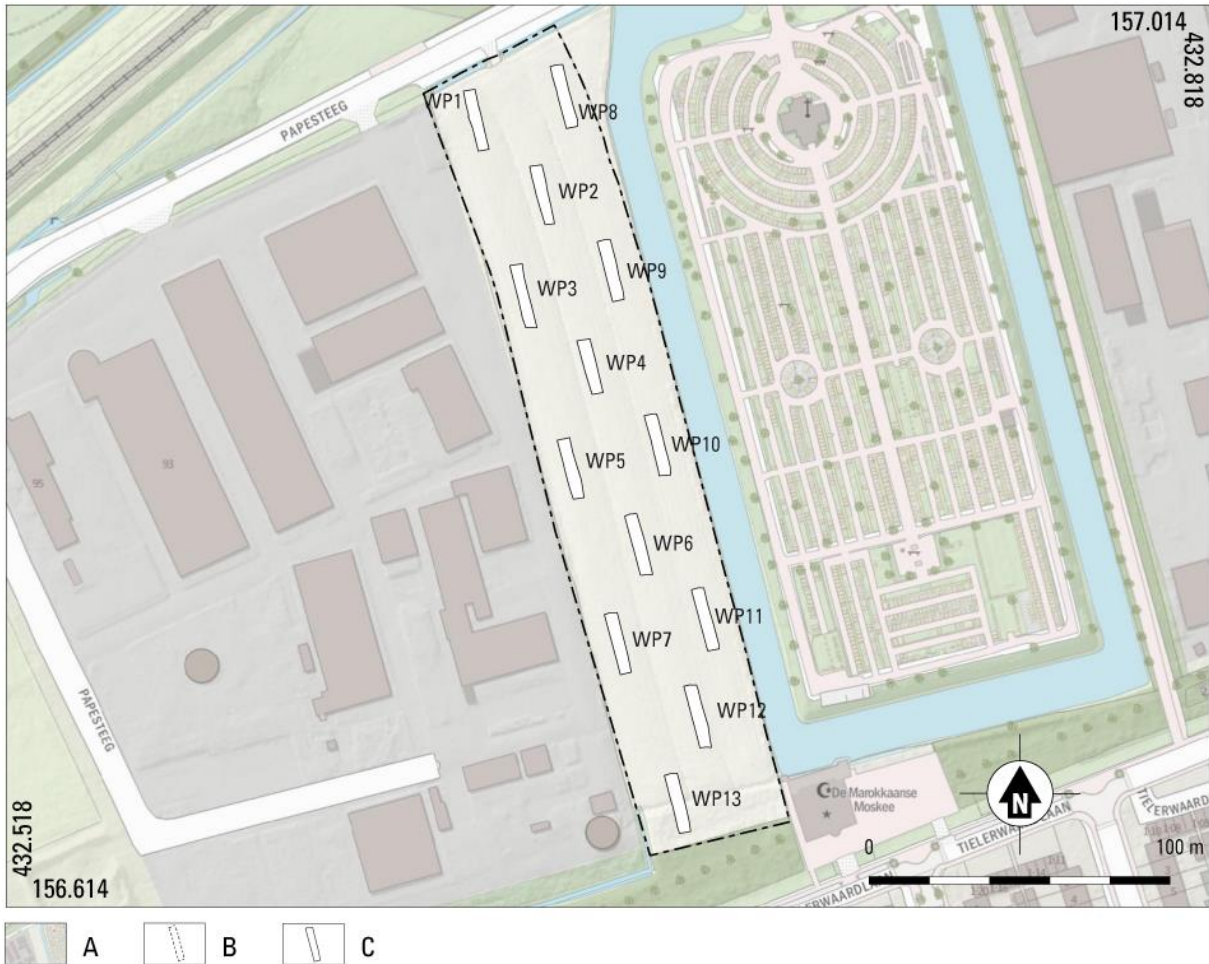 157.014
432.818
PAPESTEEG
WP1
WP8
WP2
WP9
WP3
WP4
WP10
95
93
WP5
WP6
WP11
WP7
WP12
PAPESTEEG
WP13
De Marokkaanse
Moskee
N
TIELERWAARDLAAN
TIELERWAARDL
0
100 m
432.518
156.614
A
B
C